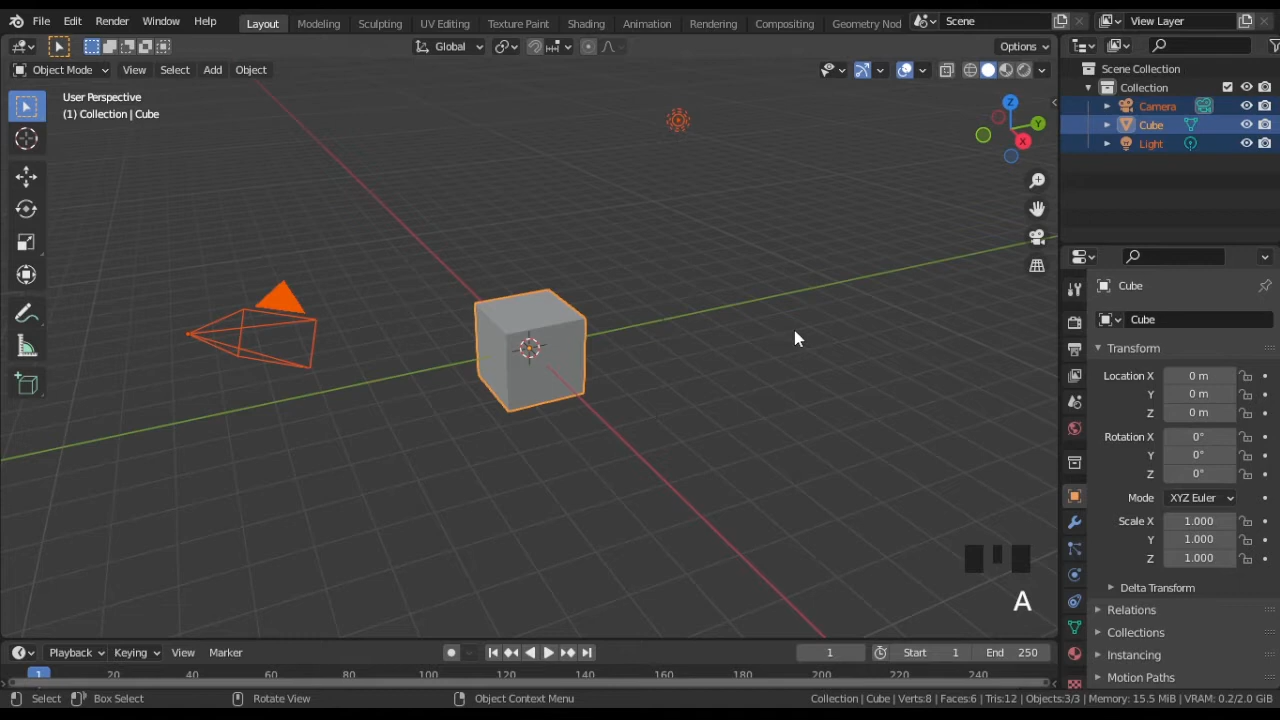 File Edit Render Window Help Layout Modeling Sculpting UV Editing Texture Paint Shading Animation Rendering Compositing Geometry Nod Scene View Layer
Global Options
Object Mode View Select Add Object
User Perspective
(1) Collection | Cube
Z
Y
X
Scene Collection
Collection
Camera
Cube
Light
Cube
Cube
Transform
Location X 0 m
Y 0 m
Z 0 m
Rotation X 0°
Y 0°
Z 0°
Mode XYZ Euler
Scale X 1.000
Y 1.000
Z 1.000
Delta Transform
Relations
Collections
Instancing
Motion Paths
A
Playback Keying View Marker 1 Start 1 End 250
1 20 40 60 80 100 120 140 160 180 200 220 240
Select Box Select Rotate View Object Context Menu Collection | Cube | Verts:8 | Faces:6 | Tris:12 | Objects:3/3 | Memory: 15.5 MiB | VRAM: 0.2/2.0 GiB